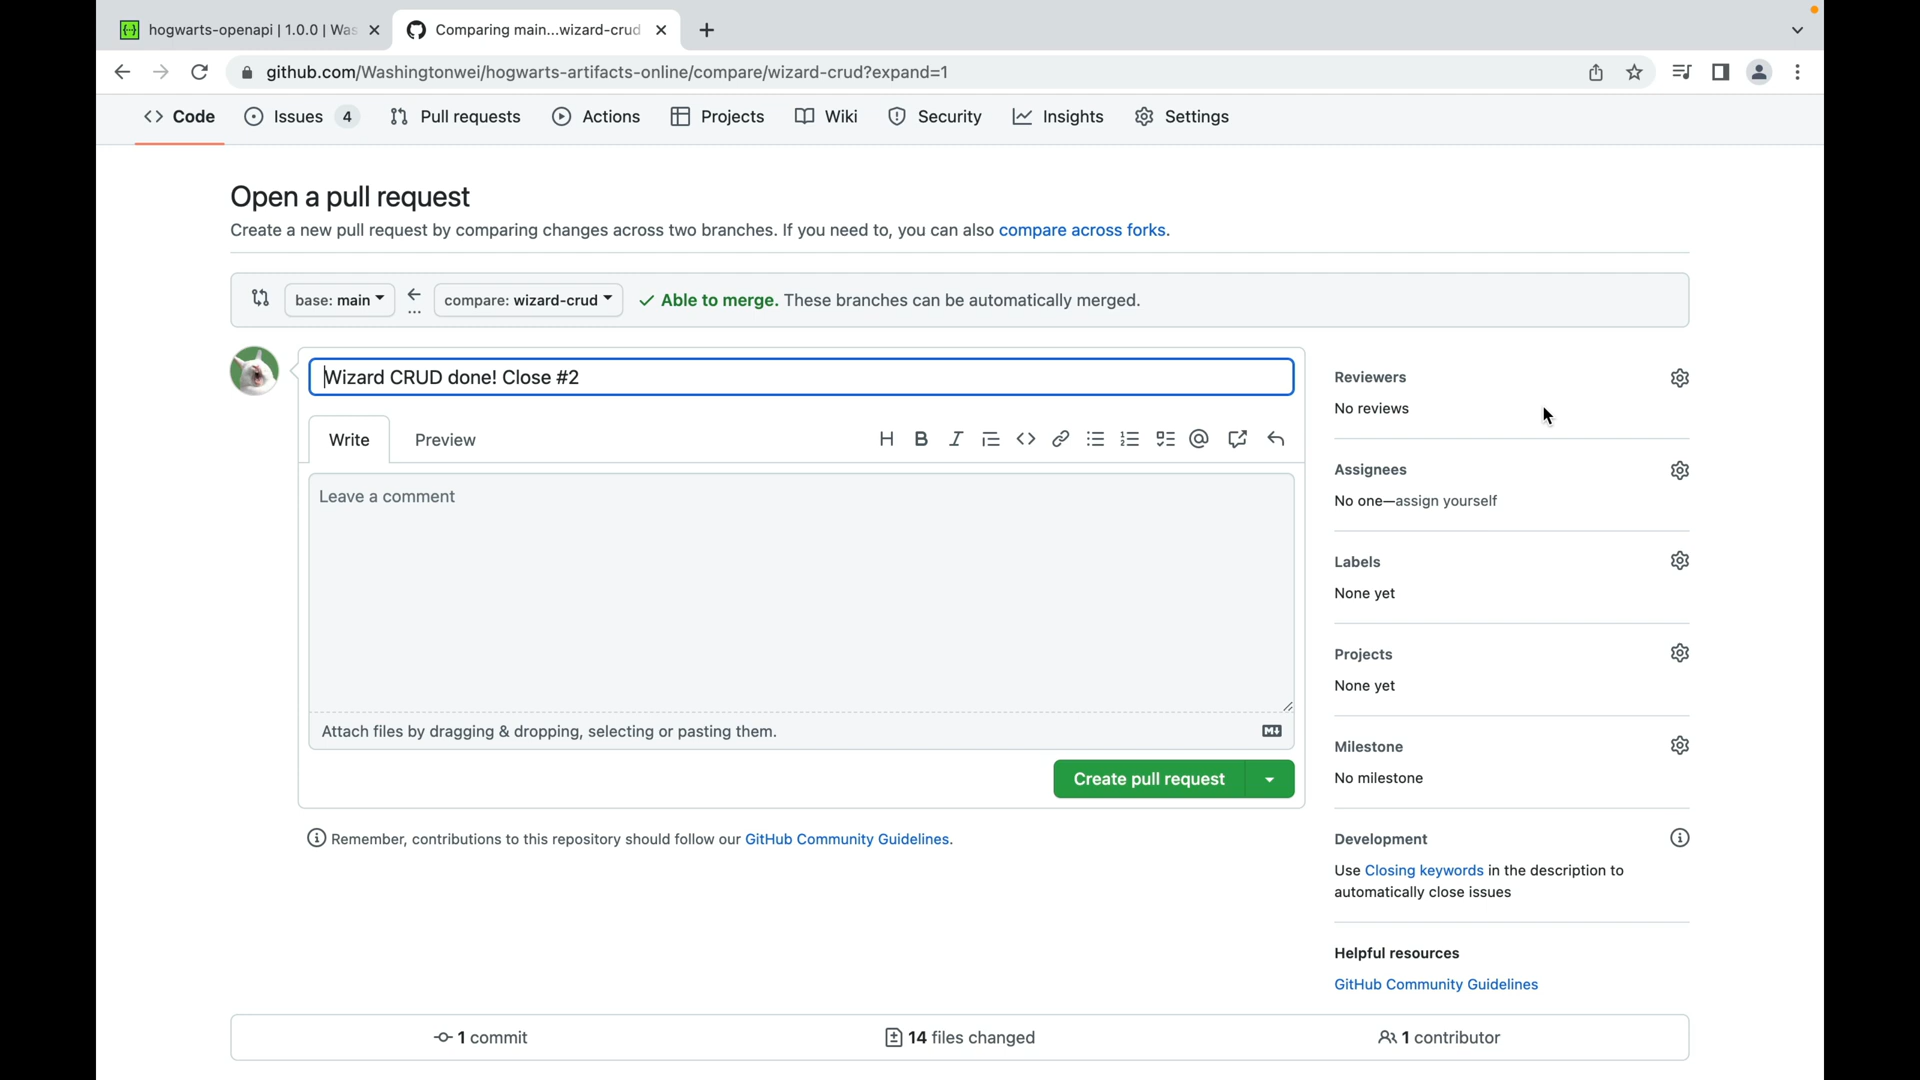 hogwarts-openapi | 1.0.0 | Was
Comparing main...wizard-crud
github.com/Washingtonwei/hogwarts-artifacts-online/compare/wizard-crud?expand=1
<> Code
Issues 4
Pull requests
Actions
Projects
Wiki
Security
Insights
Settings
Open a pull request
Create a new pull request by comparing changes across two branches. If you need to, you can also compare across forks.
base: main
...
compare: wizard-crud
Able to merge. These branches can be automatically merged.
Wizard CRUD done! Close #2
Write
Preview
Leave a comment
Attach files by dragging & dropping, selecting or pasting them.
Create pull request
Remember, contributions to this repository should follow our GitHub Community Guidelines.
Reviewers
No reviews
Assignees
No one—assign yourself
Labels
None yet
Projects
None yet
Milestone
No milestone
Development
Use Closing keywords in the description to
automatically close issues
Helpful resources
GitHub Community Guidelines
1 commit
14 files changed
1 contributor